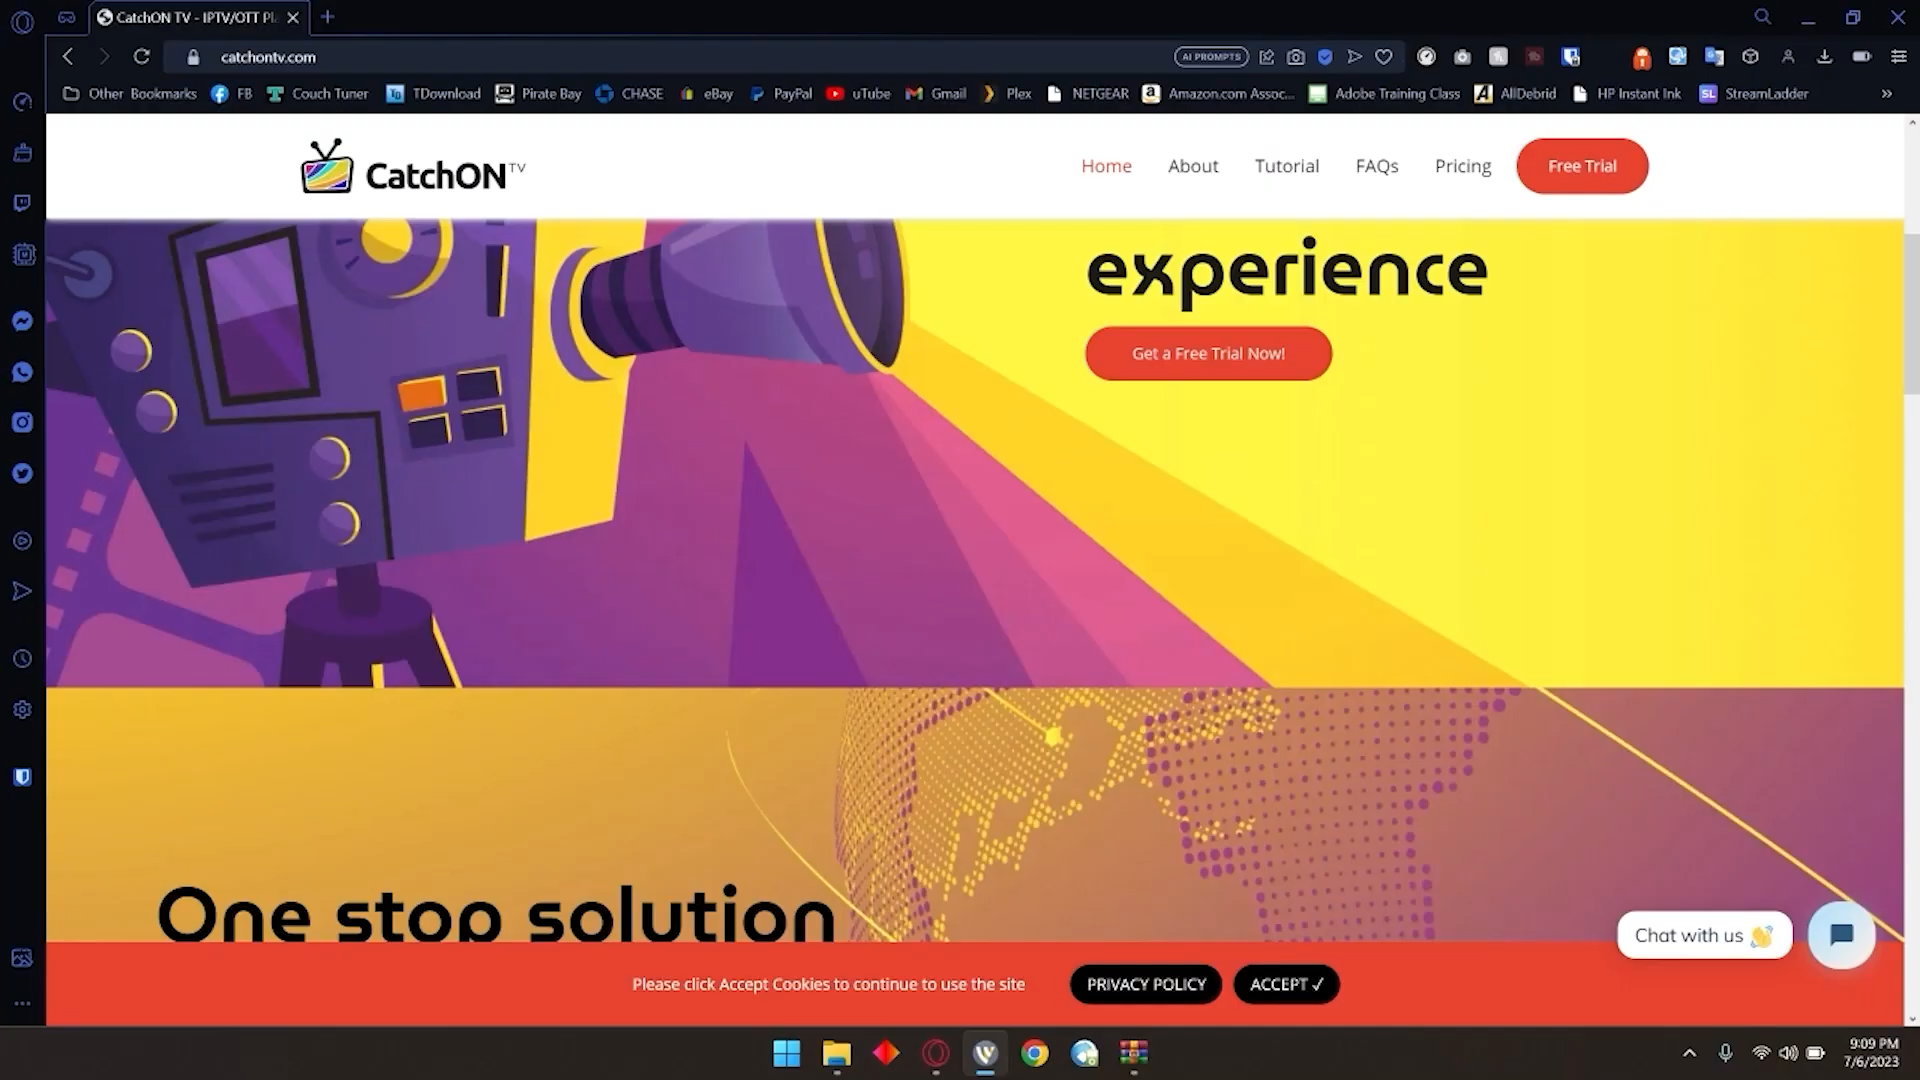 CatchON TV - IPTV/OTT Pl
catchontv.com
AI PROMPTS
Other Bookmarks FB Couch Tuner TDownload Pirate Bay CHASE eBay PayPal uTube Gmail Plex NETGEAR Amazon.com Assoc... Adobe Training Class AllDebrid HP Instant Ink SL StreamLadder »
CatchON TV
Home About Tutorial FAQs Pricing Free Trial
experience
Get a Free Trial Now!
One stop solution
Chat with us 👋
Please click Accept Cookies to continue to use the site PRIVACY POLICY ACCEPT ✓
9:09 PM
7/6/2023